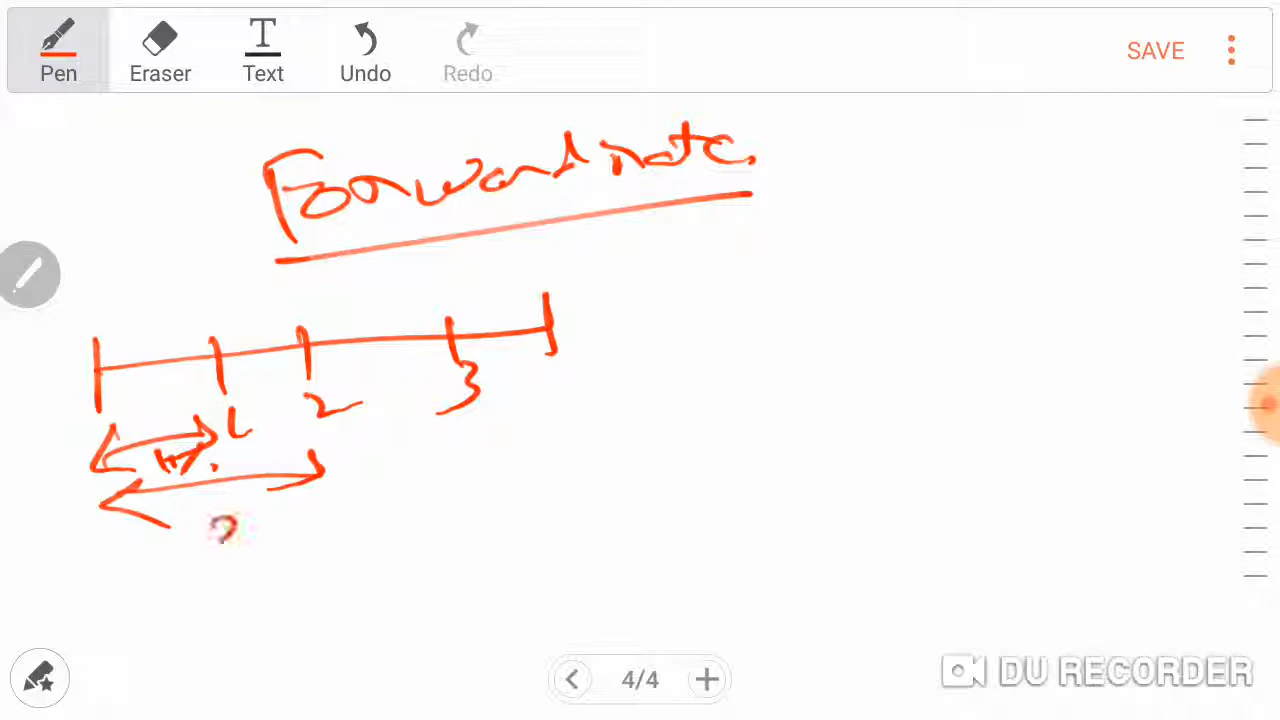 Pen Eraser Text Undo Redo SAVE
T
Forward rate.
1 2 3
4/4
DU RECORDER